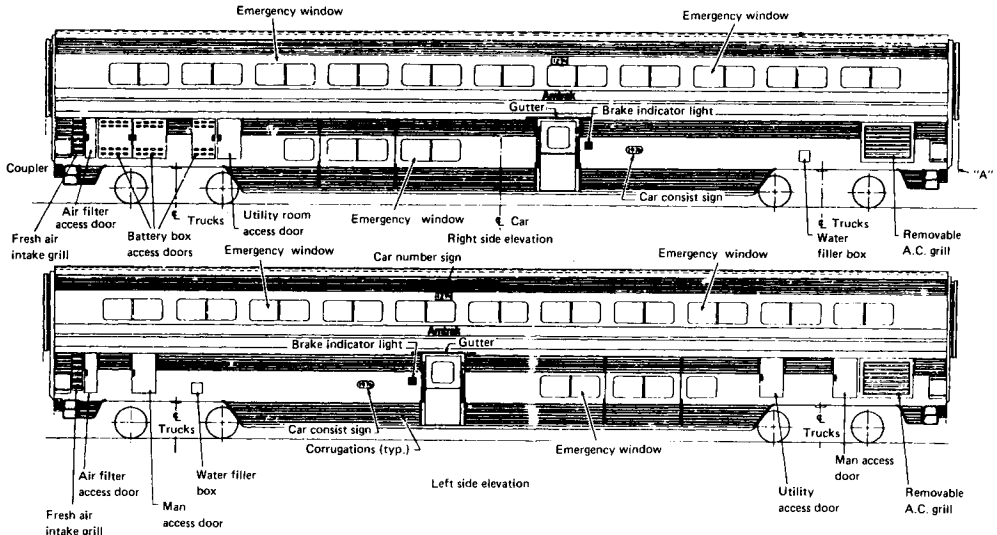 Emergency window
Emergency window
Amtrak
Gutter
Brake indicator light
Coupler
"A"
Air filter
access door
Fresh air
intake grill
Battery box
access doors
℄ Trucks
Utility room
access door
Emergency window
℄ Car
Right side elevation
Car consist sign
℄ Trucks
Water
filler box
Removable
A.C. grill
Emergency window
Car number sign
Emergency window
Amtrak
Brake indicator light
Gutter
℄
Trucks
Car consist sign
Corrugations (typ.)
Emergency window
℄
Trucks
Air filter
access door
Fresh air
intake grill
Man
access door
Water filler
box
Left side elevation
Utility
access door
Man access
door
Removable
A.C. grill